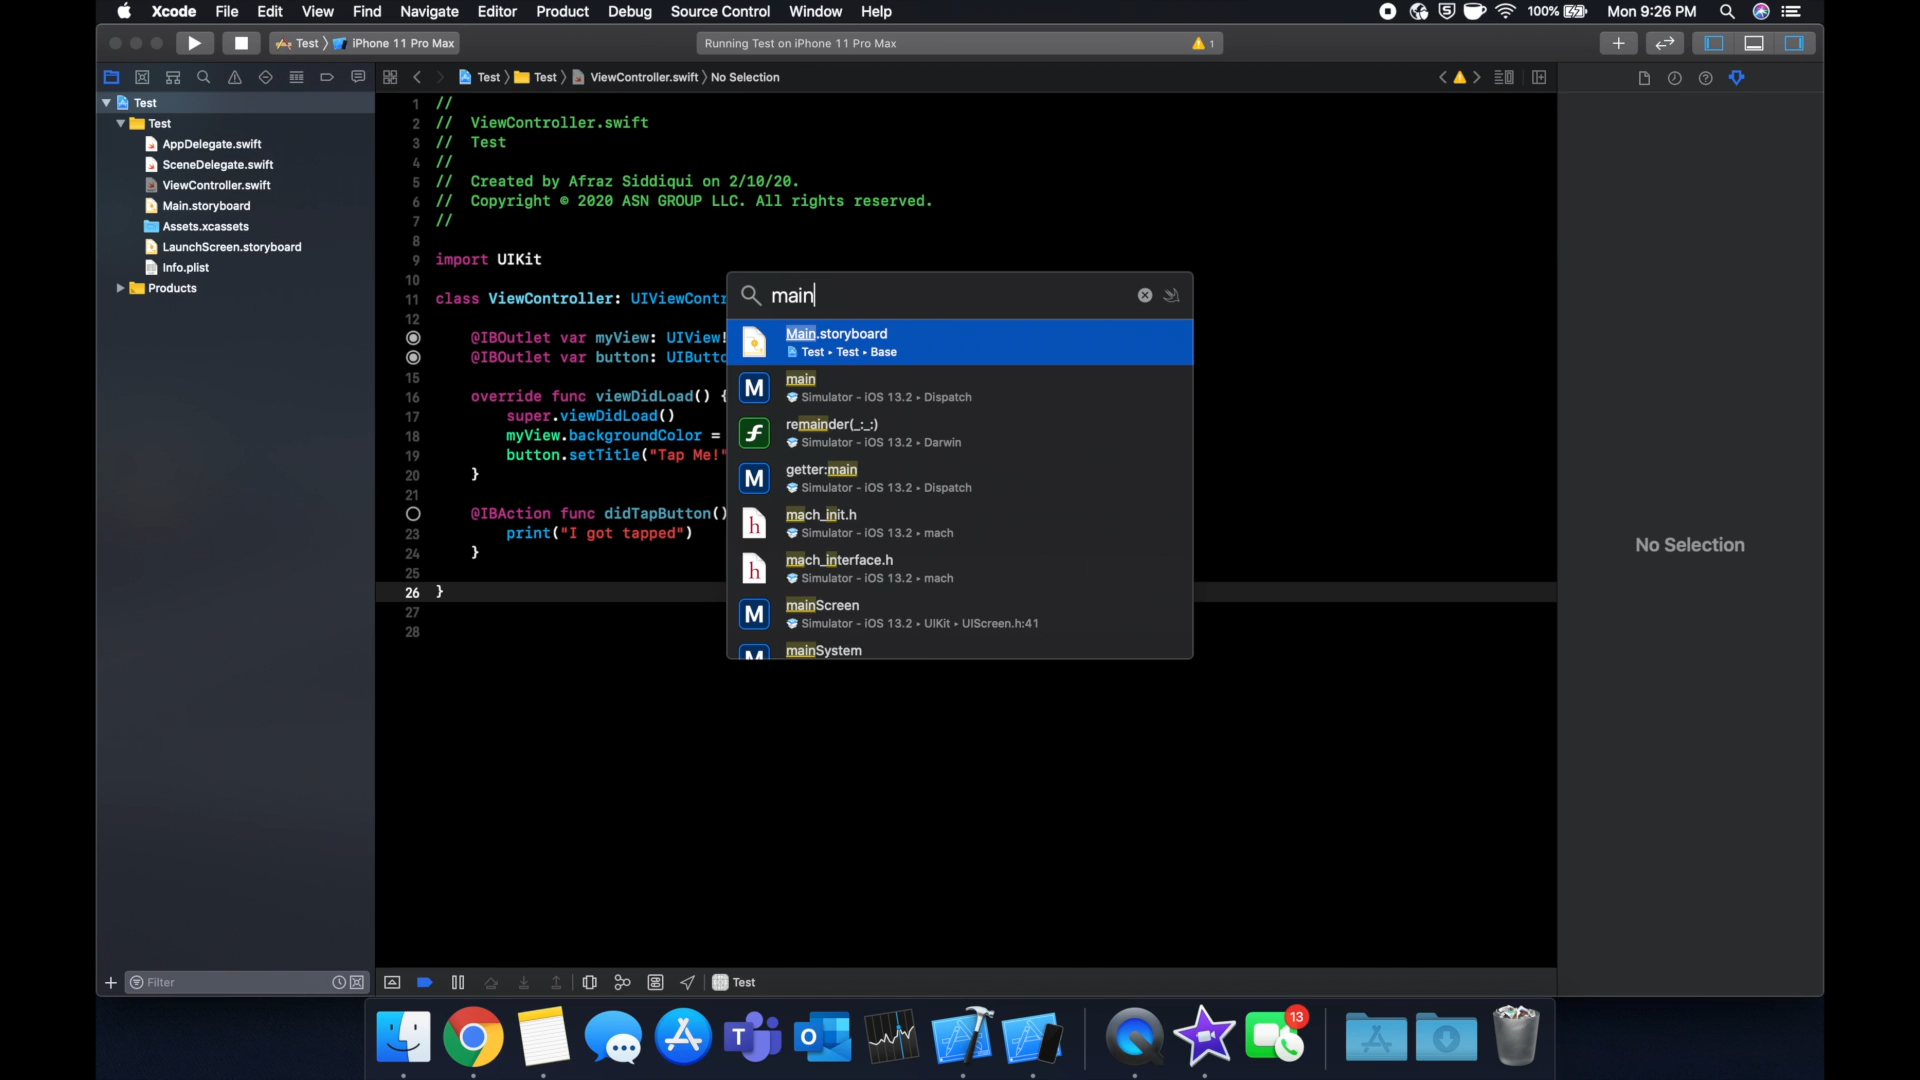 Xcode File Edit View Find Navigate Editor Product Debug Source Control Window Help
100% Mon 9:26 PM
Test iPhone 11 Pro Max
Running Test on iPhone 11 Pro Max
1
Test Test ViewController.swift No Selection
Test
Test
AppDelegate.swift
SceneDelegate.swift
ViewController.swift
Main.storyboard
Assets.xcassets
LaunchScreen.storyboard
Info.plist
Products
1 //
2 // ViewController.swift
3 // Test
4 //
5 // Created by Afraz Siddiqui on 2/10/20.
6 // Copyright © 2020 ASN GROUP LLC. All rights reserved.
7 //
8
9 import UIKit
10
11 class ViewController: UIViewContr
12
@IBOutlet var myView: UIView!
@IBOutlet var button: UIButto
15
16 override func viewDidLoad() {
17 super.viewDidLoad()
18 myView.backgroundColor =
19 button.setTitle("Tap Me!"
20 }
21
@IBAction func didTapButton()
23 print("I got tapped")
24 }
25
26 }
27
28
main
Main.storyboard
Test ▸ Test ▸ Base
M
main
Simulator - iOS 13.2 ▸ Dispatch
f
remainder(_:_:)
Simulator - iOS 13.2 ▸ Darwin
M
getter:main
Simulator - iOS 13.2 ▸ Dispatch
h
mach_init.h
Simulator - iOS 13.2 ▸ mach
h
mach_interface.h
Simulator - iOS 13.2 ▸ mach
M
mainScreen
Simulator - iOS 13.2 ▸ UIKit ▸ UIScreen.h:41
M
mainSystem
No Selection
Filter
Test
T
O
13